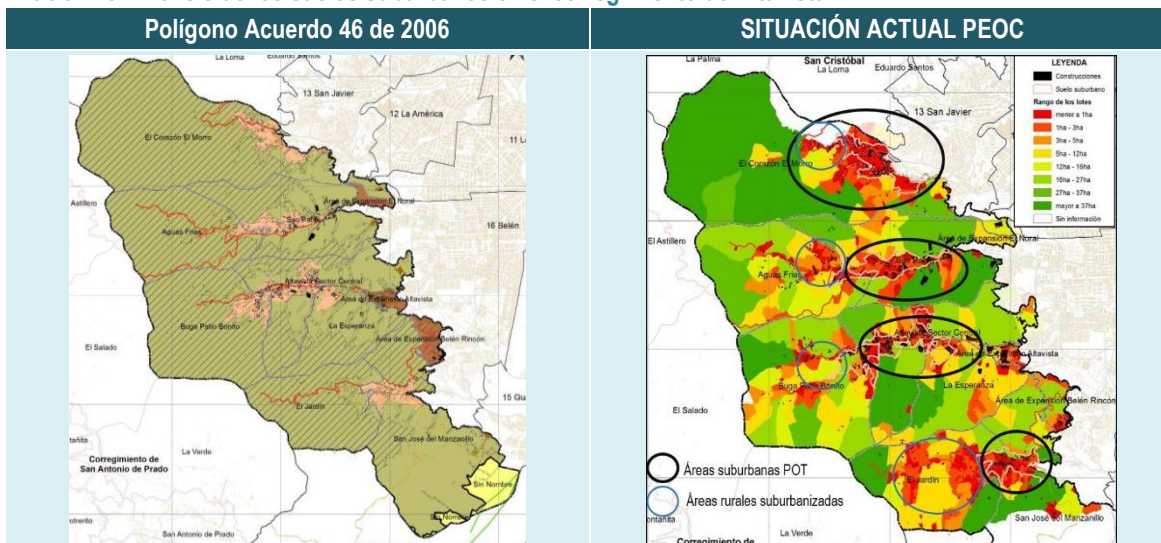 Polígono Acuerdo 46 de 2006
SITUACIÓN ACTUAL PEOC
La Loma
Eduardo Santos
13 San Javier
12 La América
El Corazón El Morro
Astillero
Área de Expansión El Noral
San Pablo
16 Belén
Aguas Frias
Altavista Sector Central
Área de Expansión Altavista
Buga Patio Bonito
La Esperanza
Área de Expansión Belén Rincón
El Salado
El Jardín
San José del Manzanillo
La Verde
Corregimiento de
San Antonio de Prado
Sin Nombre
San Antonio de Prado
La Palma
San Cristóbal
La Loma
Eduardo Santos
13 San Javier
LEYENDA
Construcciones
Suelo suburbano
Rango de los lotes
menor a 1ha
1ha - 3ha
3ha - 5ha
5ha - 12ha
12ha - 16ha
16ha - 27ha
27ha - 37ha
mayor a 37ha
Sin información
El Corazón El Morro
El Astillero
Área de Expansión El Noral
16 Belén
Aguas Frias
Altavista Sector Central
Área de Expansión Altavista
Buga Patio Bonito
La Esperanza
Área de Expansión Belén Rincón
El Salado
Áreas suburbanas POT
Áreas rurales suburbanizadas
El Jardín
San José del Manzanillo
La Verde
Corregimiento de